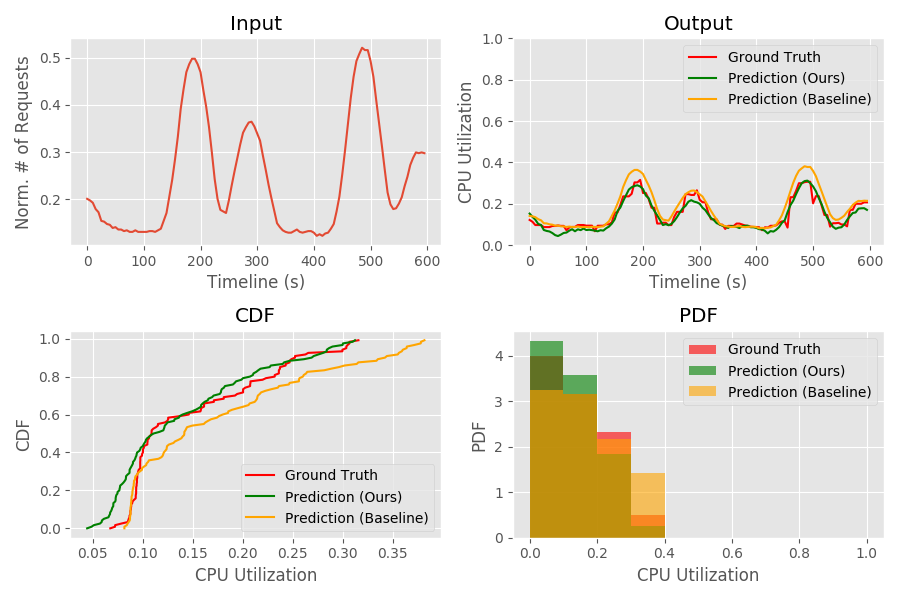 Input
Norm. # of Requests
0.5
0.4
0.3
0.2
0 100 200 300 400 500 600
Timeline (s)
Output
CPU Utilization
1.0
0.8
0.6
0.4
0.2
0.0
Ground Truth
Prediction (Ours)
Prediction (Baseline)
0 100 200 300 400 500 600
Timeline (s)
CDF
CDF
1.0
0.8
0.6
0.4
0.2
0.0
Ground Truth
Prediction (Ours)
Prediction (Baseline)
0.05 0.10 0.15 0.20 0.25 0.30 0.35
CPU Utilization
PDF
PDF
4
3
2
1
0
Ground Truth
Prediction (Ours)
Prediction (Baseline)
0.0 0.2 0.4 0.6 0.8 1.0
CPU Utilization